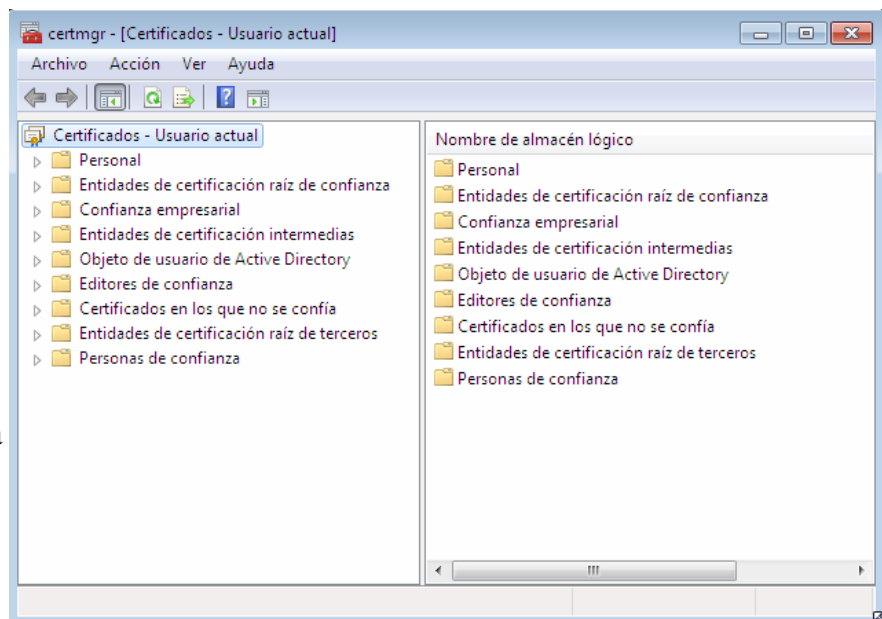 certmgr - [Certificados - Usuario actual]
Archivo Acción Ver Ayuda
Certificados - Usuario actual
Personal
Entidades de certificación raíz de confianza
Confianza empresarial
Entidades de certificación intermedias
Objeto de usuario de Active Directory
Editores de confianza
Certificados en los que no se confía
Entidades de certificación raíz de terceros
Personas de confianza
Nombre de almacén lógico
Personal
Entidades de certificación raíz de confianza
Confianza empresarial
Entidades de certificación intermedias
Objeto de usuario de Active Directory
Editores de confianza
Certificados en los que no se confía
Entidades de certificación raíz de terceros
Personas de confianza